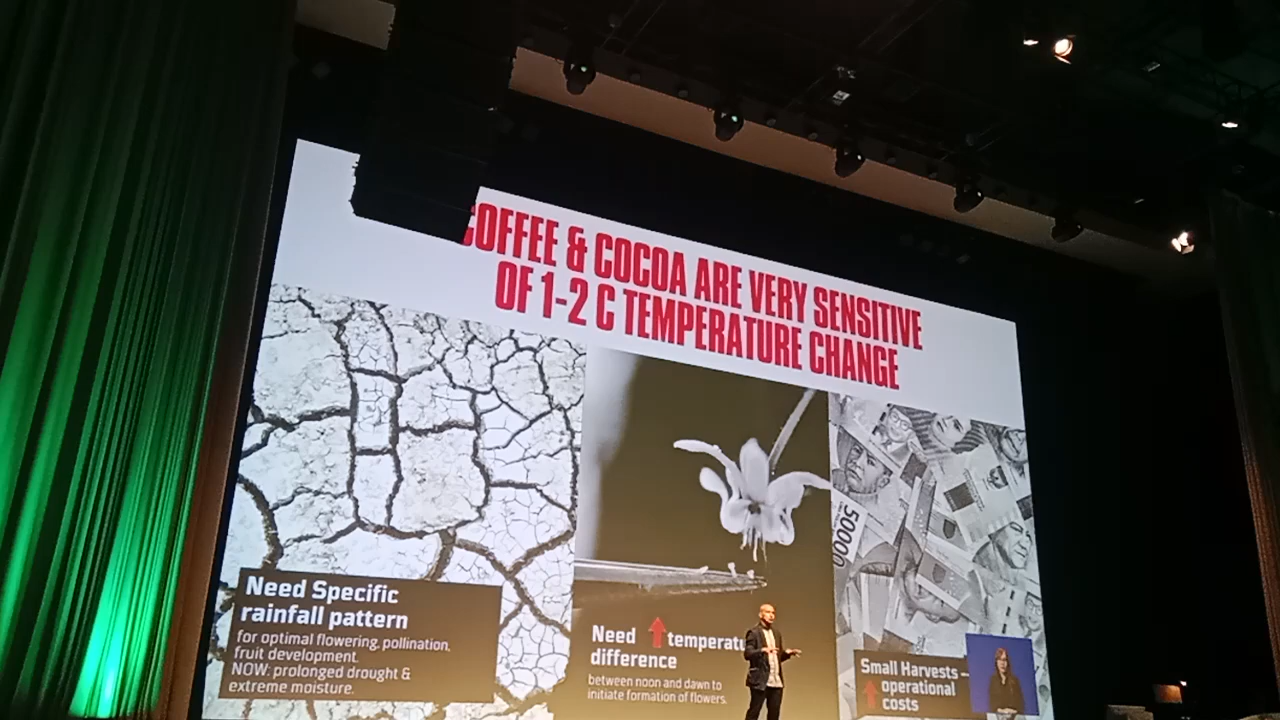 COFFEE & COCOA ARE VERY SENSITIVE
OF 1-2 C TEMPERATURE CHANGE
Need Specific
rainfall pattern
for optimal flowering, pollination,
fruit development.
NOW: prolonged drought &
extreme moisture.
Need
difference
between noon and dawn to
initiate formation of flowers.
50000
Small Harvests -
operational
costs